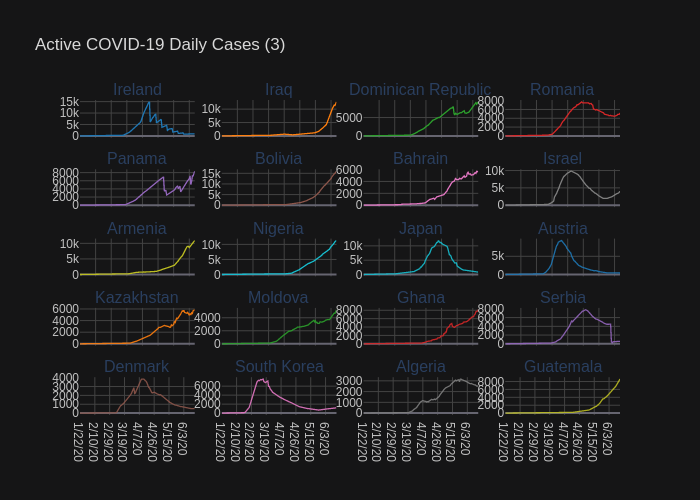 Active COVID-19 Daily Cases (3)
Ireland Iraq Dominican Republic Romania
15k 10k 5k 0 10k 5k 0 5000 0 8000 6000 4000 2000 0
Panama Bolivia Bahrain Israel
8000 6000 4000 2000 0 15k 10k 5k 0 6000 4000 2000 0 10k 5k 0
Armenia Nigeria Japan Austria
10k 5k 0 10k 5k 0 10k 5k 0 5k 0
Kazakhstan Moldova Ghana Serbia
6000 4000 2000 0 4000 2000 0 8000 6000 4000 2000 0 8000 6000 4000 2000 0
Denmark South Korea Algeria Guatemala
4000 3000 2000 1000 0 6000 4000 2000 0 3000 2000 1000 0 8000 6000 4000 2000 0
1/22/20 2/10/20 2/29/20 3/19/20 4/7/20 4/26/20 5/15/20 6/3/20 1/22/20 2/10/20 2/29/20 3/19/20 4/7/20 4/26/20 5/15/20 6/3/20 1/22/20 2/10/20 2/29/20 3/19/20 4/7/20 4/26/20 5/15/20 6/3/20 1/22/20 2/10/20 2/29/20 3/19/20 4/7/20 4/26/20 5/15/20 6/3/20